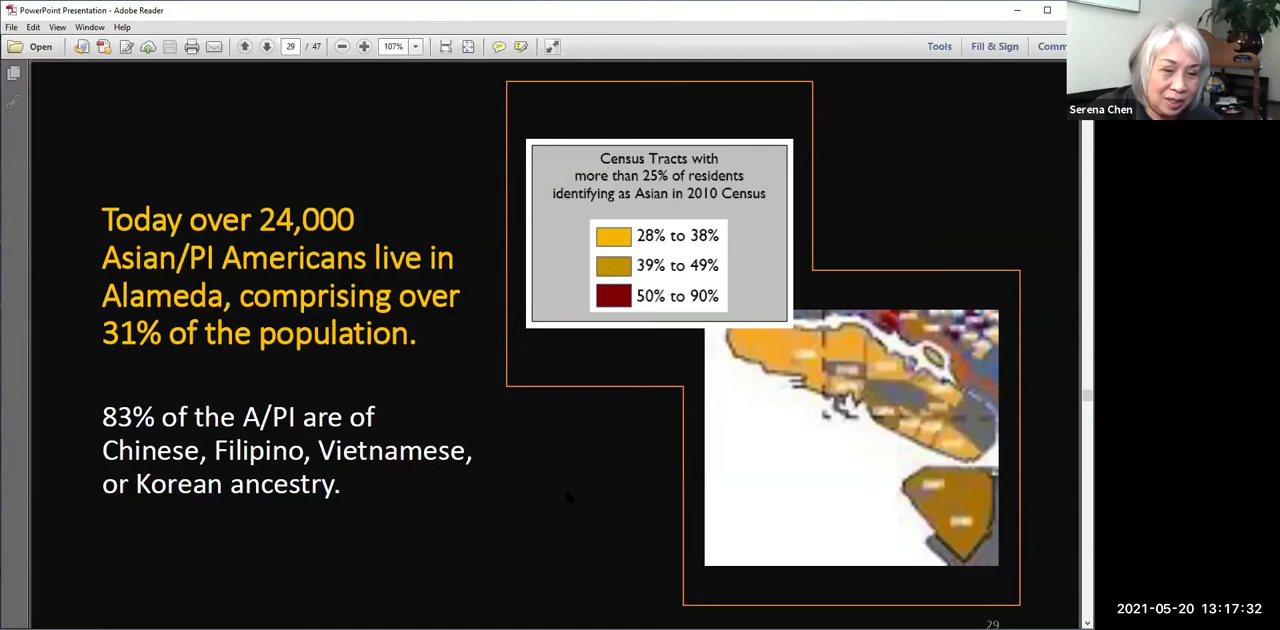 PowerPoint Presentation - Adobe Reader
File Edit View Window Help
Open 29 / 47 107% Tools Fill & Sign Comm
Serena Chen
Census Tracts with
more than 25% of residents
identifying as Asian in 2010 Census
28% to 38%
39% to 49%
50% to 90%
Today over 24,000
Asian/PI Americans live in
Alameda, comprising over
31% of the population.
83% of the A/PI are of
Chinese, Filipino, Vietnamese,
or Korean ancestry.
2021-05-20 13:17:32
29